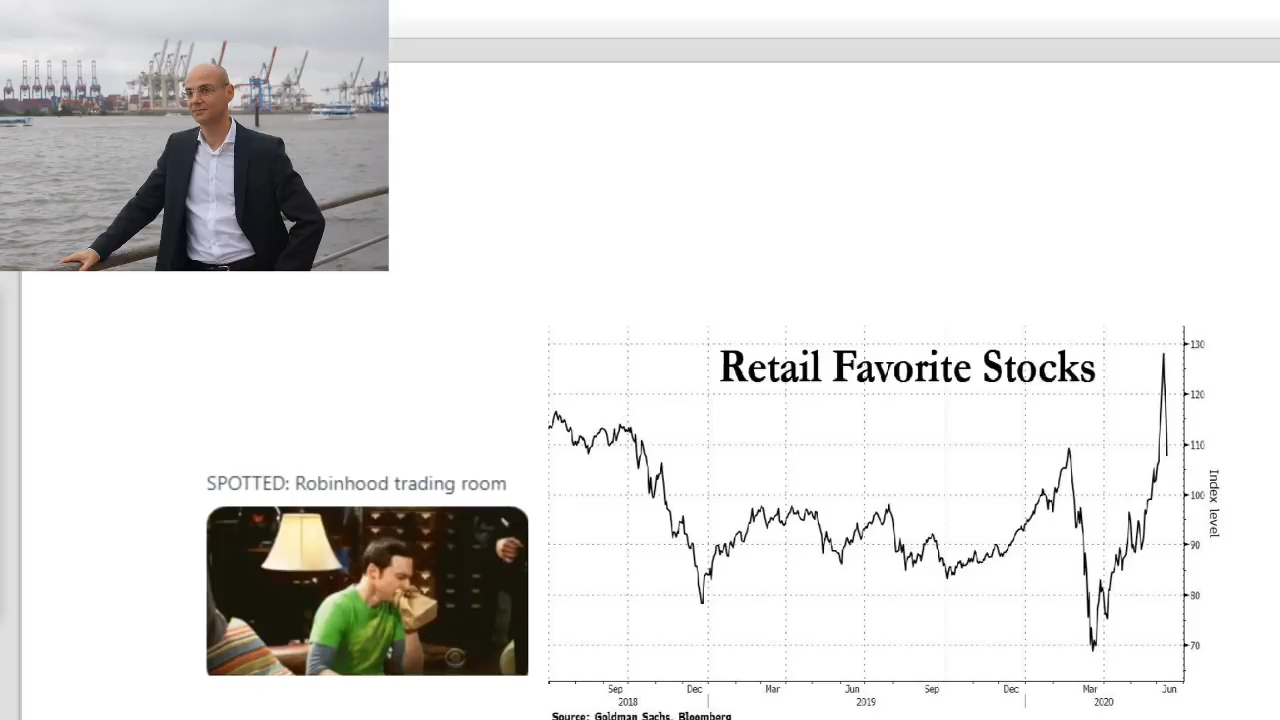 Retail Favorite Stocks
130
120
110
100
90
80
70
Index level
SPOTTED: Robinhood trading room
Sep Dec Mar Jun Sep Dec Mar Jun
2018 2019 2020
Source: Goldman Sachs, Bloomberg